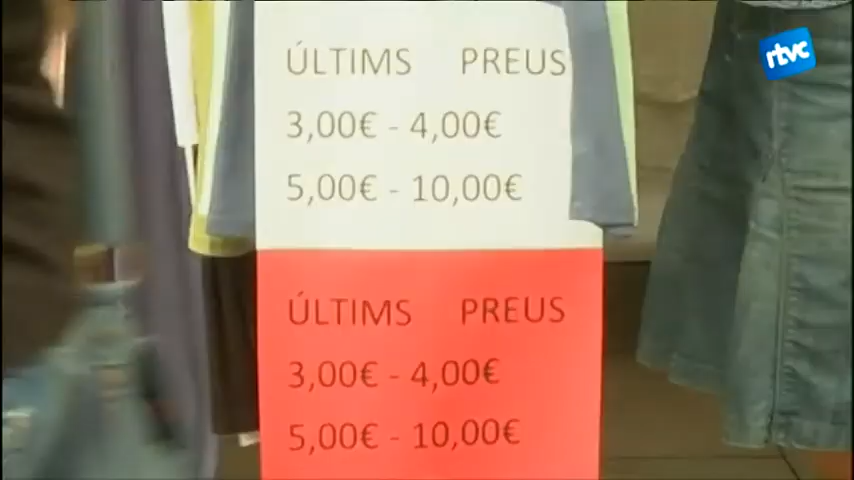 rtvc
ÚLTIMS PREUS
3,00€ - 4,00€
5,00€ - 10,00€
ÚLTIMS PREUS
3,00€ - 4,00€
5,00€ - 10,00€